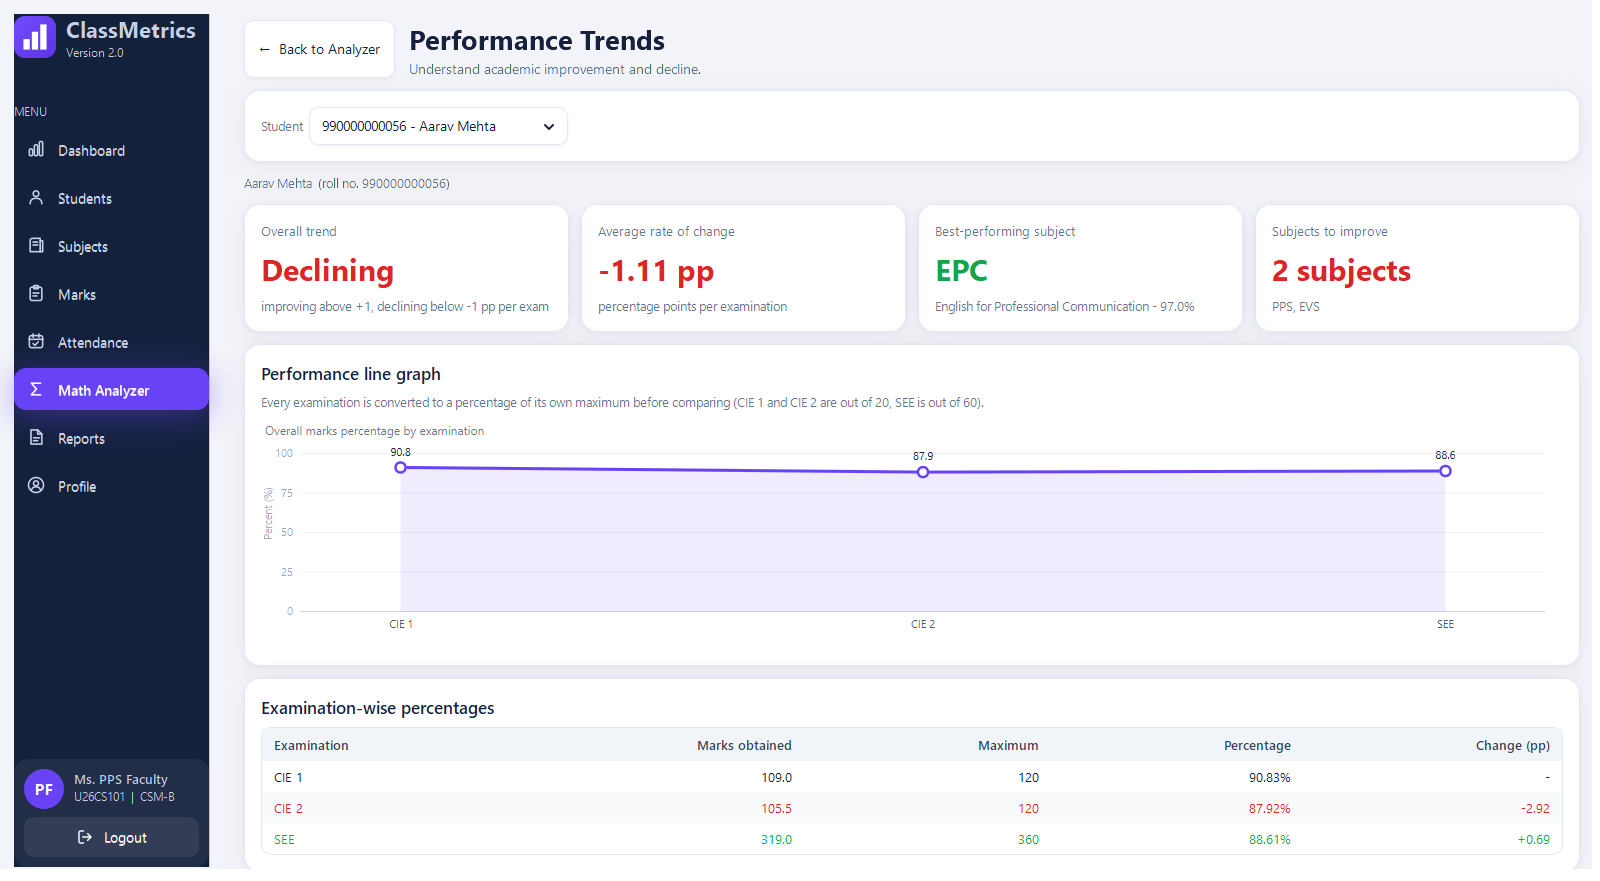 ClassMetrics
Version 2.0
MENU
Dashboard
Students
Subjects
Marks
Attendance
Math Analyzer
Reports
Profile
PF
Ms. PPS Faculty
U26CS101 | CSM-B
Logout
← Back to Analyzer
Performance Trends
Understand academic improvement and decline.
Student 990000000056 - Aarav Mehta
Aarav Mehta (roll no. 990000000056)
Overall trend
Declining
improving above +1, declining below -1 pp per exam
Average rate of change
-1.11 pp
percentage points per examination
Best-performing subject
EPC
English for Professional Communication - 97.0%
Subjects to improve
2 subjects
PPS, EVS
Performance line graph
Every examination is converted to a percentage of its own maximum before comparing (CIE 1 and CIE 2 are out of 20, SEE is out of 60).
Overall marks percentage by examination
Percent (%)
100
75
50
25
0
90.8
87.9
88.6
CIE 1 CIE 2 SEE
Examination-wise percentages
Examination Marks obtained Maximum Percentage Change (pp)
CIE 1 109.0 120 90.83% -
CIE 2 105.5 120 87.92% -2.92
SEE 319.0 360 88.61% +0.69